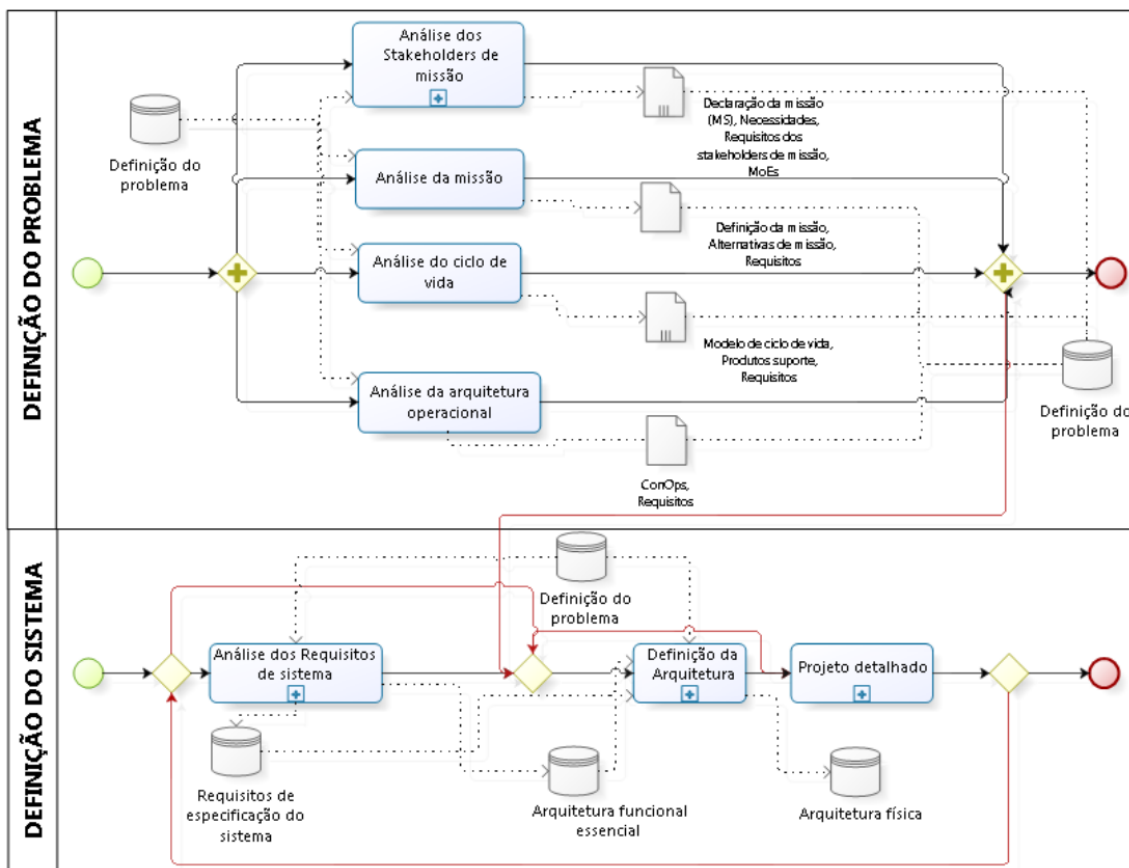 DEFINIÇÃO DO PROBLEMA
Análise dos
Stakeholders de
missão
Definição do
problema
Declaração da missão
(MS), Necessidades,
Requisitos dos
stakeholders de missão,
MoEs
Análise da missão
Definição da missão,
Alternativas de missão,
Requisitos
Análise do ciclo de
vida
Modelo de ciclo de vida,
Produtos suporte,
Requisitos
Análise da arquitetura
operacional
Definição do
problema
ConOps,
Requisitos
DEFINIÇÃO DO SISTEMA
Definição do
problema
Análise dos Requisitos
de sistema
Definição da
Arquitetura
Projeto detalhado
Requisitos de
especificação do
sistema
Arquitetura funcional
essencial
Arquitetura física